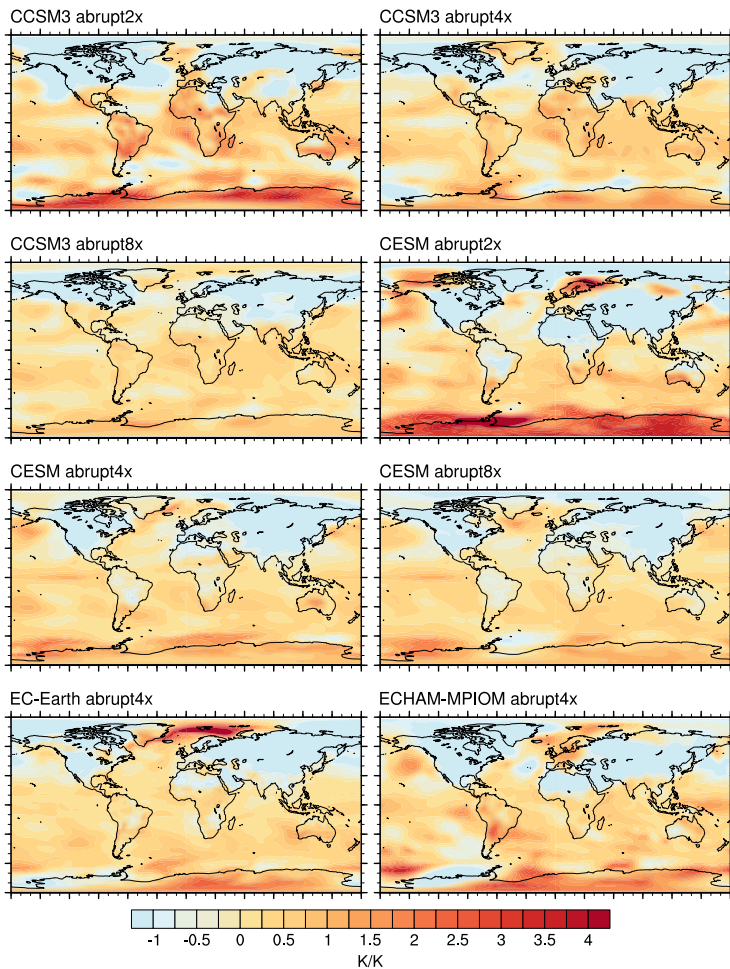 CCSM3 abrupt2x
CCSM3 abrupt4x
CCSM3 abrupt8x
CESM abrupt2x
CESM abrupt4x
CESM abrupt8x
EC-Earth abrupt4x
ECHAM-MPIOM abrupt4x
-1 -0.5 0 0.5 1 1.5 2 2.5 3 3.5 4
K/K